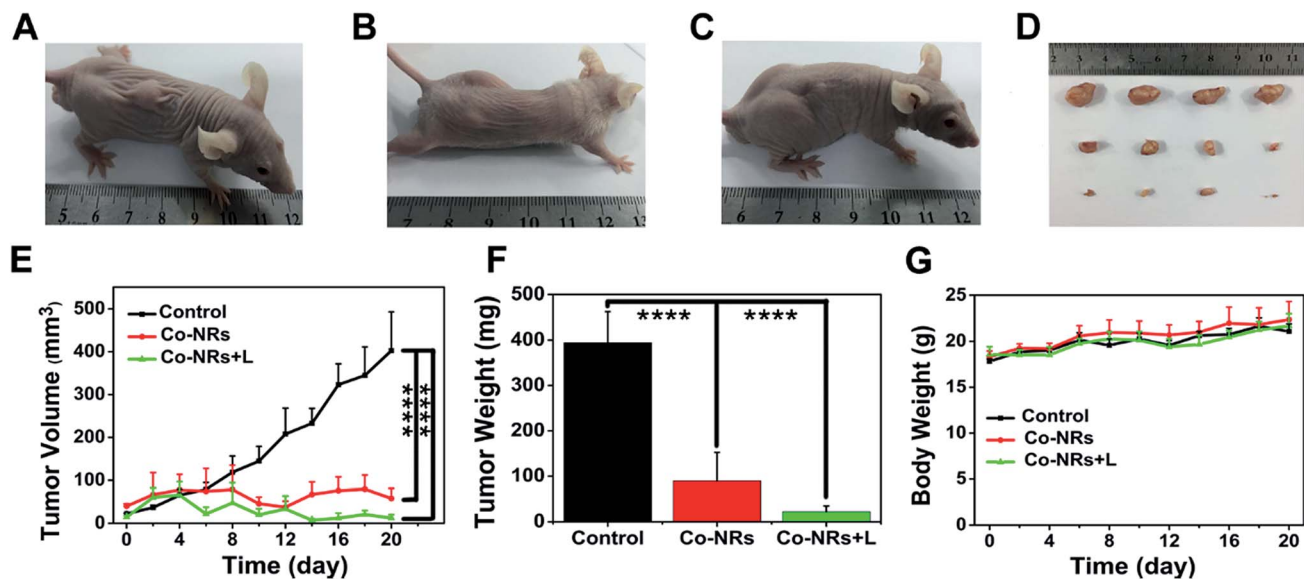 A
B
C
D
5 6 7 8 9 10 11 12
7 8 9 10 11 12 13
6 7 8 9 10 11 12
2 3 4 5 6 7 8 9 10 11
E
Tumor Volume (mm³)
500
400
300
200
100
0
Control
Co-NRs
Co-NRs+L
****
****
0 4 8 12 16 20
Time (day)
F
Tumor Weight (mg)
500
400
300
200
100
0
**** ****
Control Co-NRs Co-NRs+L
G
Body Weight (g)
25
20
15
10
5
0
Control
Co-NRs
Co-NRs+L
0 4 8 12 16 20
Time (day)